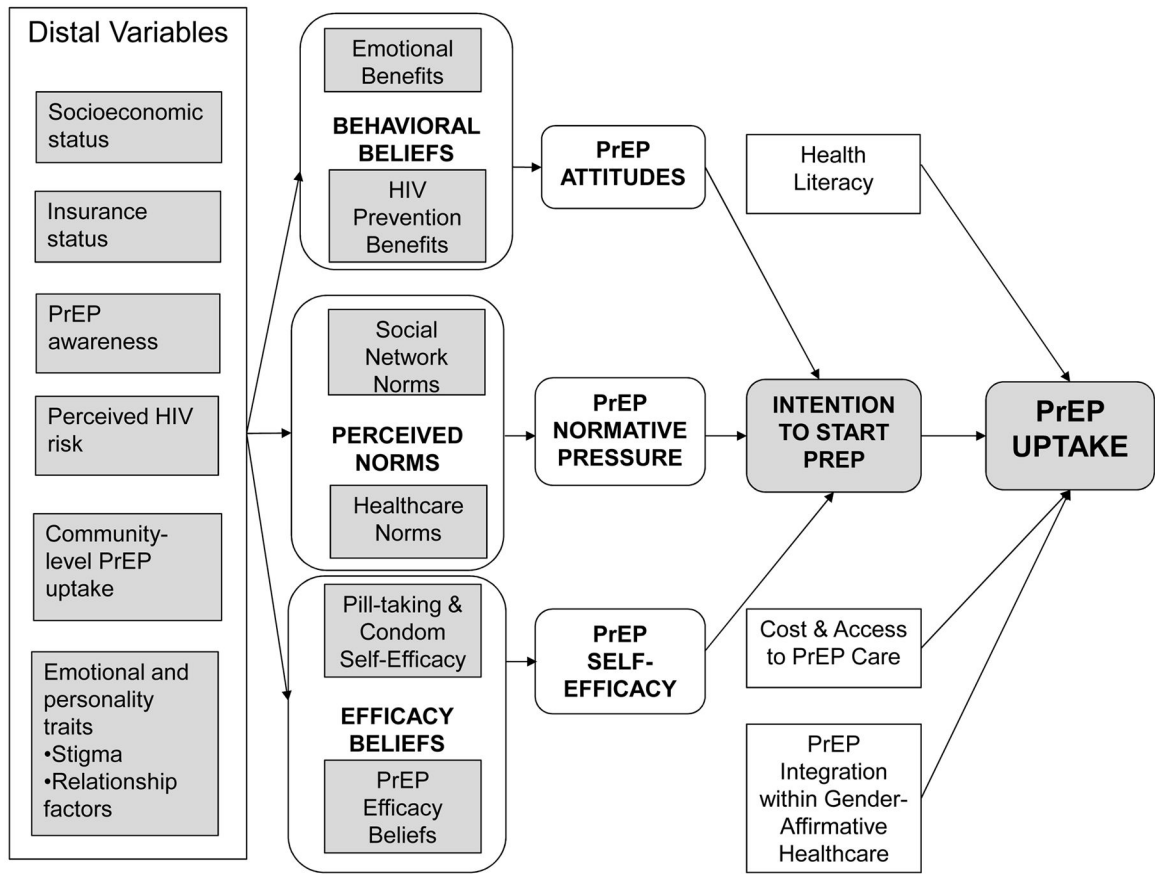 Distal Variables
Socioeconomic
status
Insurance
status
PrEP
awareness
Perceived HIV
risk
Community-
level PrEP
uptake
Emotional and
personality
traits
•Stigma
•Relationship
factors
Emotional
Benefits
BEHAVIORAL
BELIEFS
HIV
Prevention
Benefits
Social
Network
Norms
PERCEIVED
NORMS
Healthcare
Norms
Pill-taking &
Condom
Self-Efficacy
EFFICACY
BELIEFS
PrEP
Efficacy
Beliefs
PrEP
ATTITUDES
PrEP
NORMATIVE
PRESSURE
PrEP
SELF-
EFFICACY
Health
Literacy
INTENTION
TO START
PREP
Cost & Access
to PrEP Care
PrEP
Integration
within Gender-
Affirmative
Healthcare
PrEP
UPTAKE